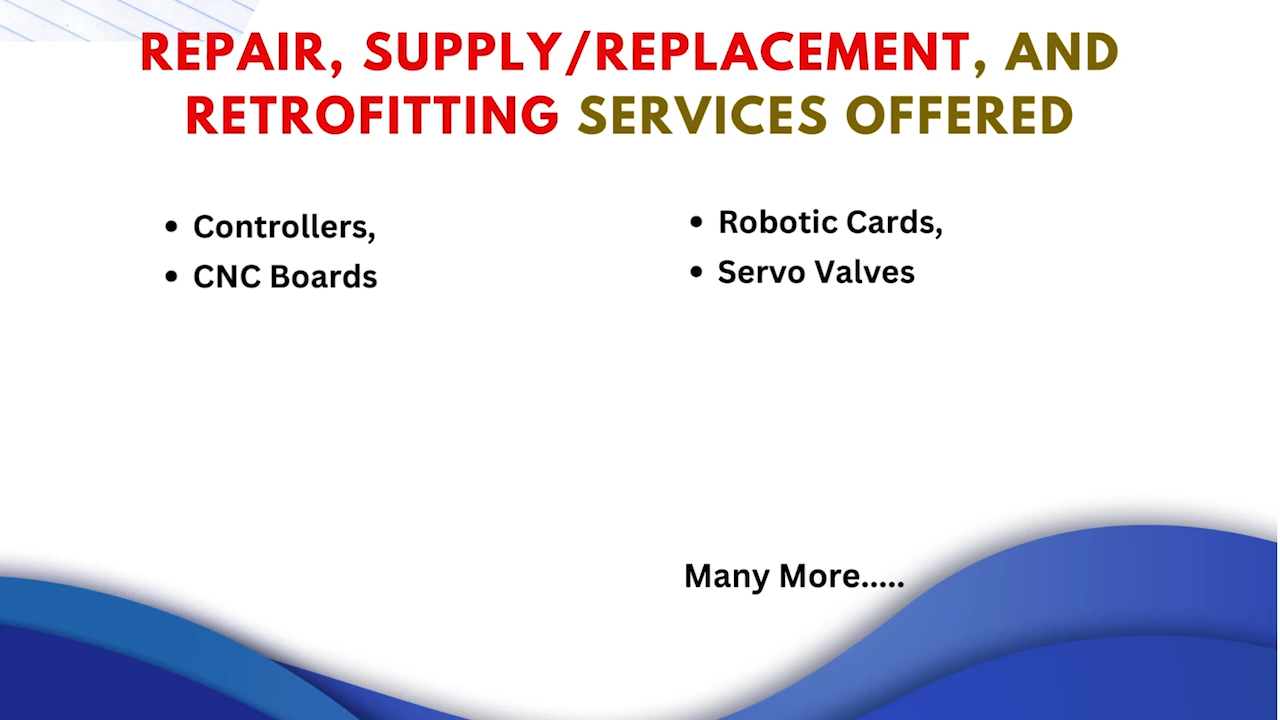 REPAIR, SUPPLY/REPLACEMENT, AND
RETROFITTING SERVICES OFFERED
• Controllers,
• CNC Boards
• Robotic Cards,
• Servo Valves
Many More.....